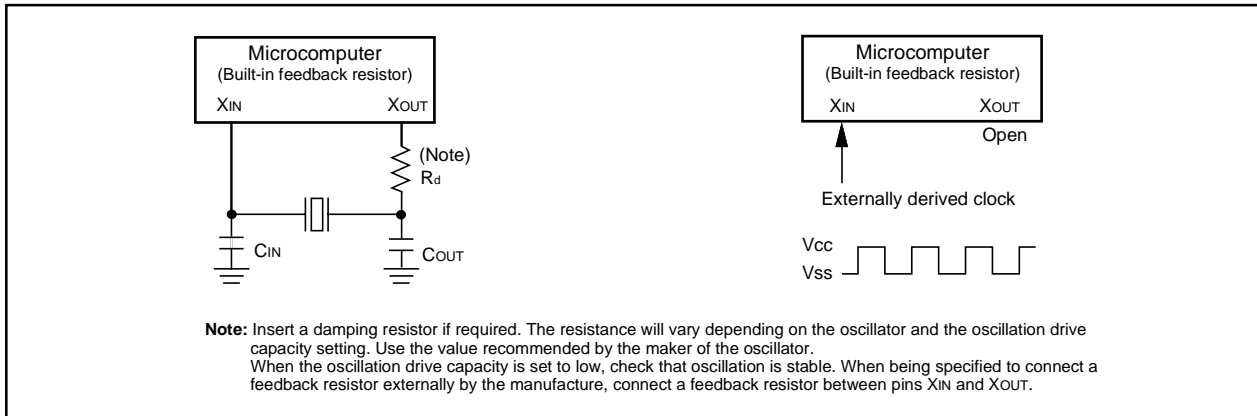 Microcomputer
(Built-in feedback resistor)
XIN XOUT
(Note)
Rd
CIN
COUT
Microcomputer
(Built-in feedback resistor)
XIN XOUT
Open
Externally derived clock
Vcc
Vss
Note: Insert a damping resistor if required. The resistance will vary depending on the oscillator and the oscillation drive
capacity setting. Use the value recommended by the maker of the oscillator.
When the oscillation drive capacity is set to low, check that oscillation is stable. When being specified to connect a
feedback resistor externally by the manufacture, connect a feedback resistor between pins XIN and XOUT.